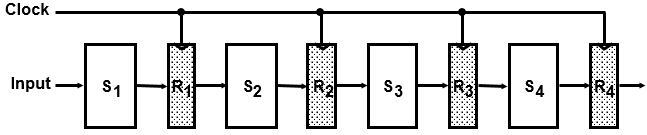 Clock
Input S1 R1 S2 R2 S3 R3 S4 R4